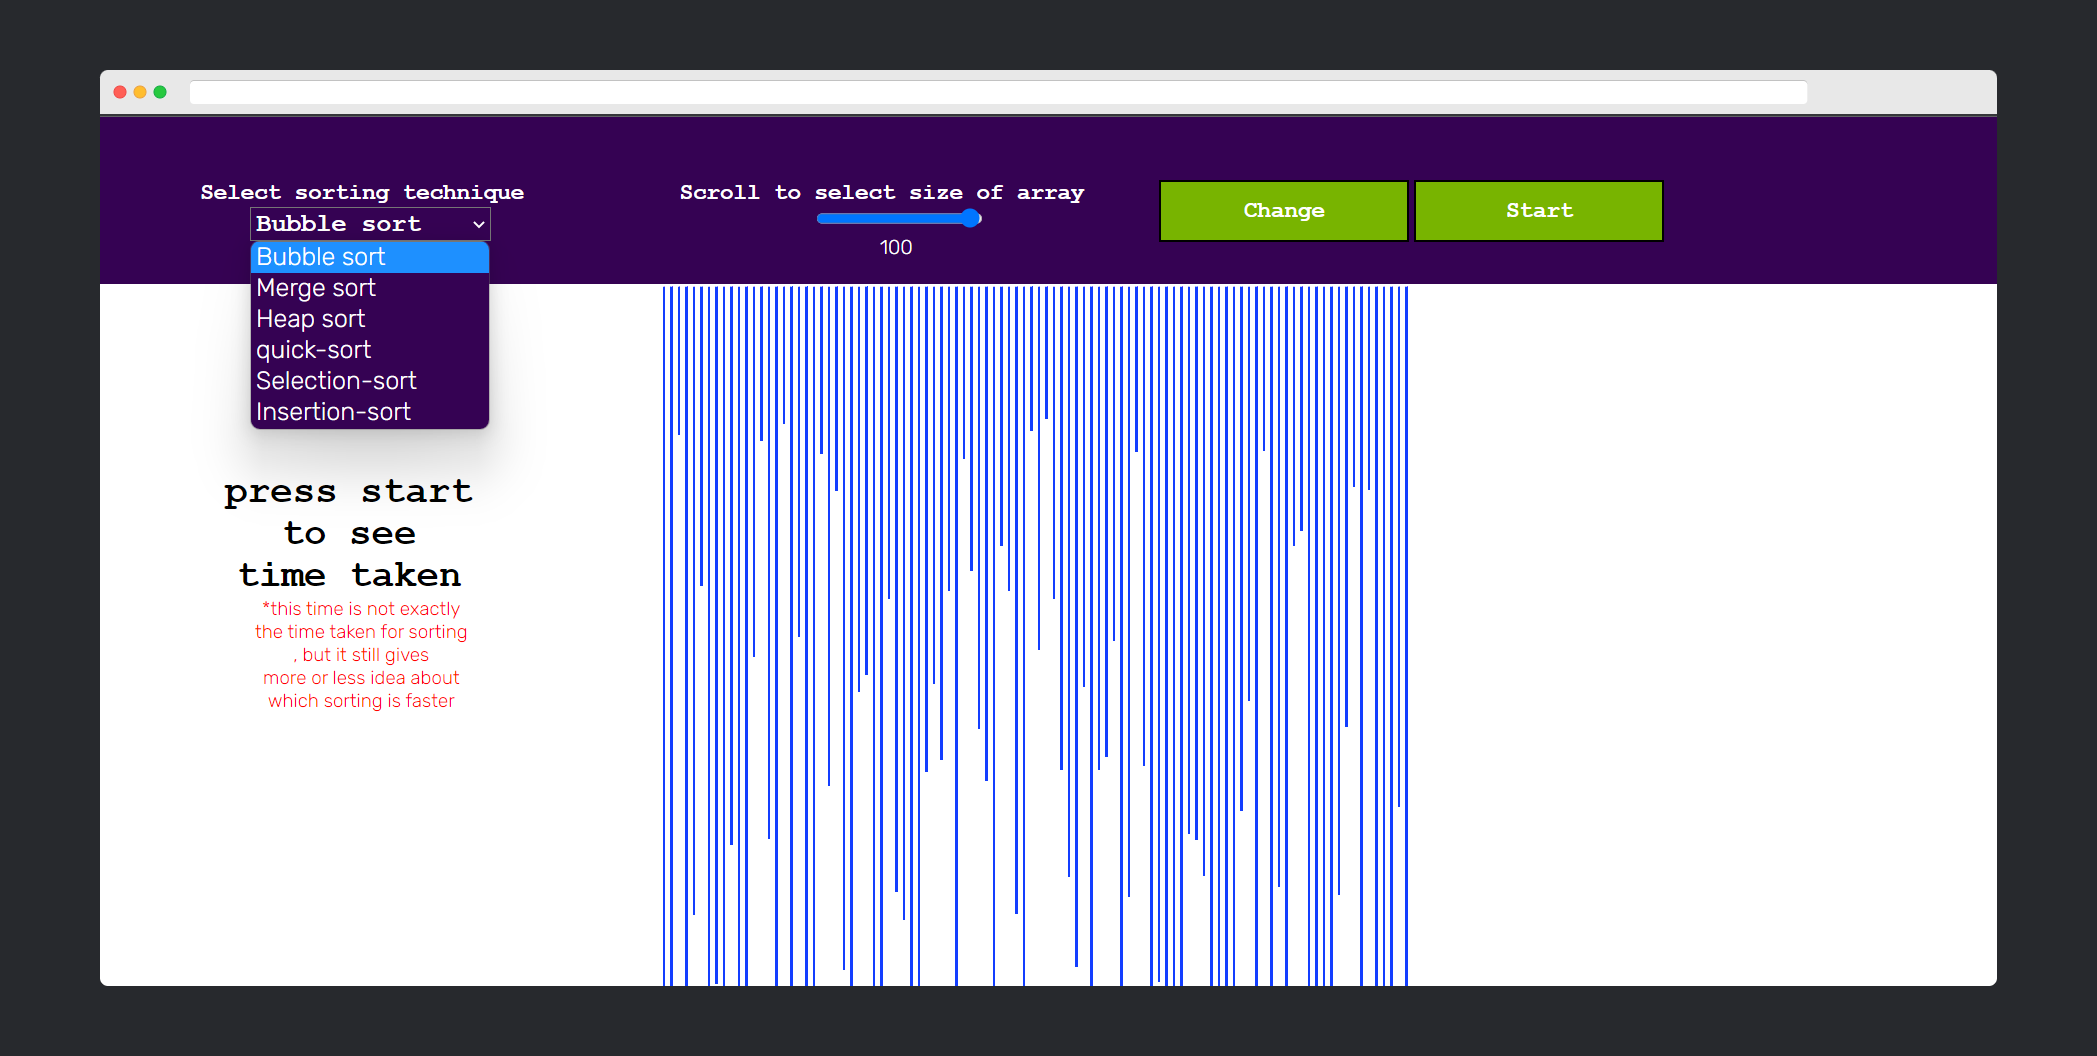 Select sorting technique
Bubble sort
Bubble sort
Merge sort
Heap sort
quick-sort
Selection-sort
Insertion-sort
Scroll to select size of array
100
Change
Start
press start
to see
time taken
*this time is not exactly
the time taken for sorting
, but it still gives
more or less idea about
which sorting is faster